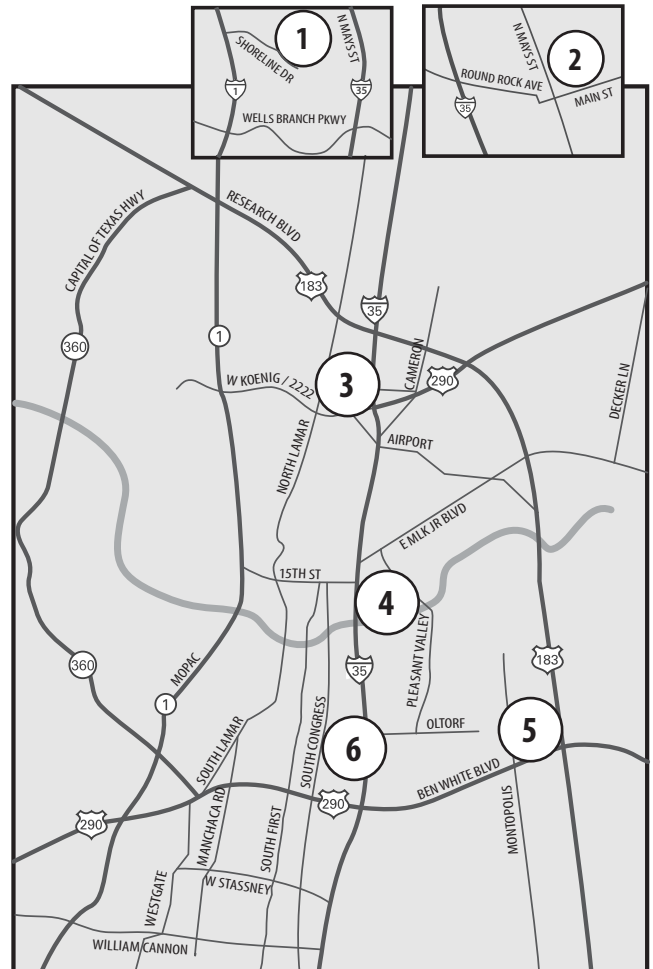 1
SHORELINE DR
N MAYS ST
1
35
WELLS BRANCH PKWY
N MAYS ST
2
ROUND ROCK AVE
MAIN ST
35
CAPITAL OF TEXAS HWY
RESEARCH BLVD
183
35
360
1
CAMERON
W KOENIG / 2222
3
290
DECKER LN
NORTH LAMAR
AIRPORT
E MLK JR BLVD
15TH ST
4
PLEASANT VALLEY
360
MOPAC
35
183
1
SOUTH LAMAR
SOUTH CONGRESS
OLTORF
6
5
BEN WHITE BLVD
290
290
MANCHACA RD
SOUTH FIRST
MONTOPOLIS
WESTGATE
W STASSNEY
WILLIAM CANNON